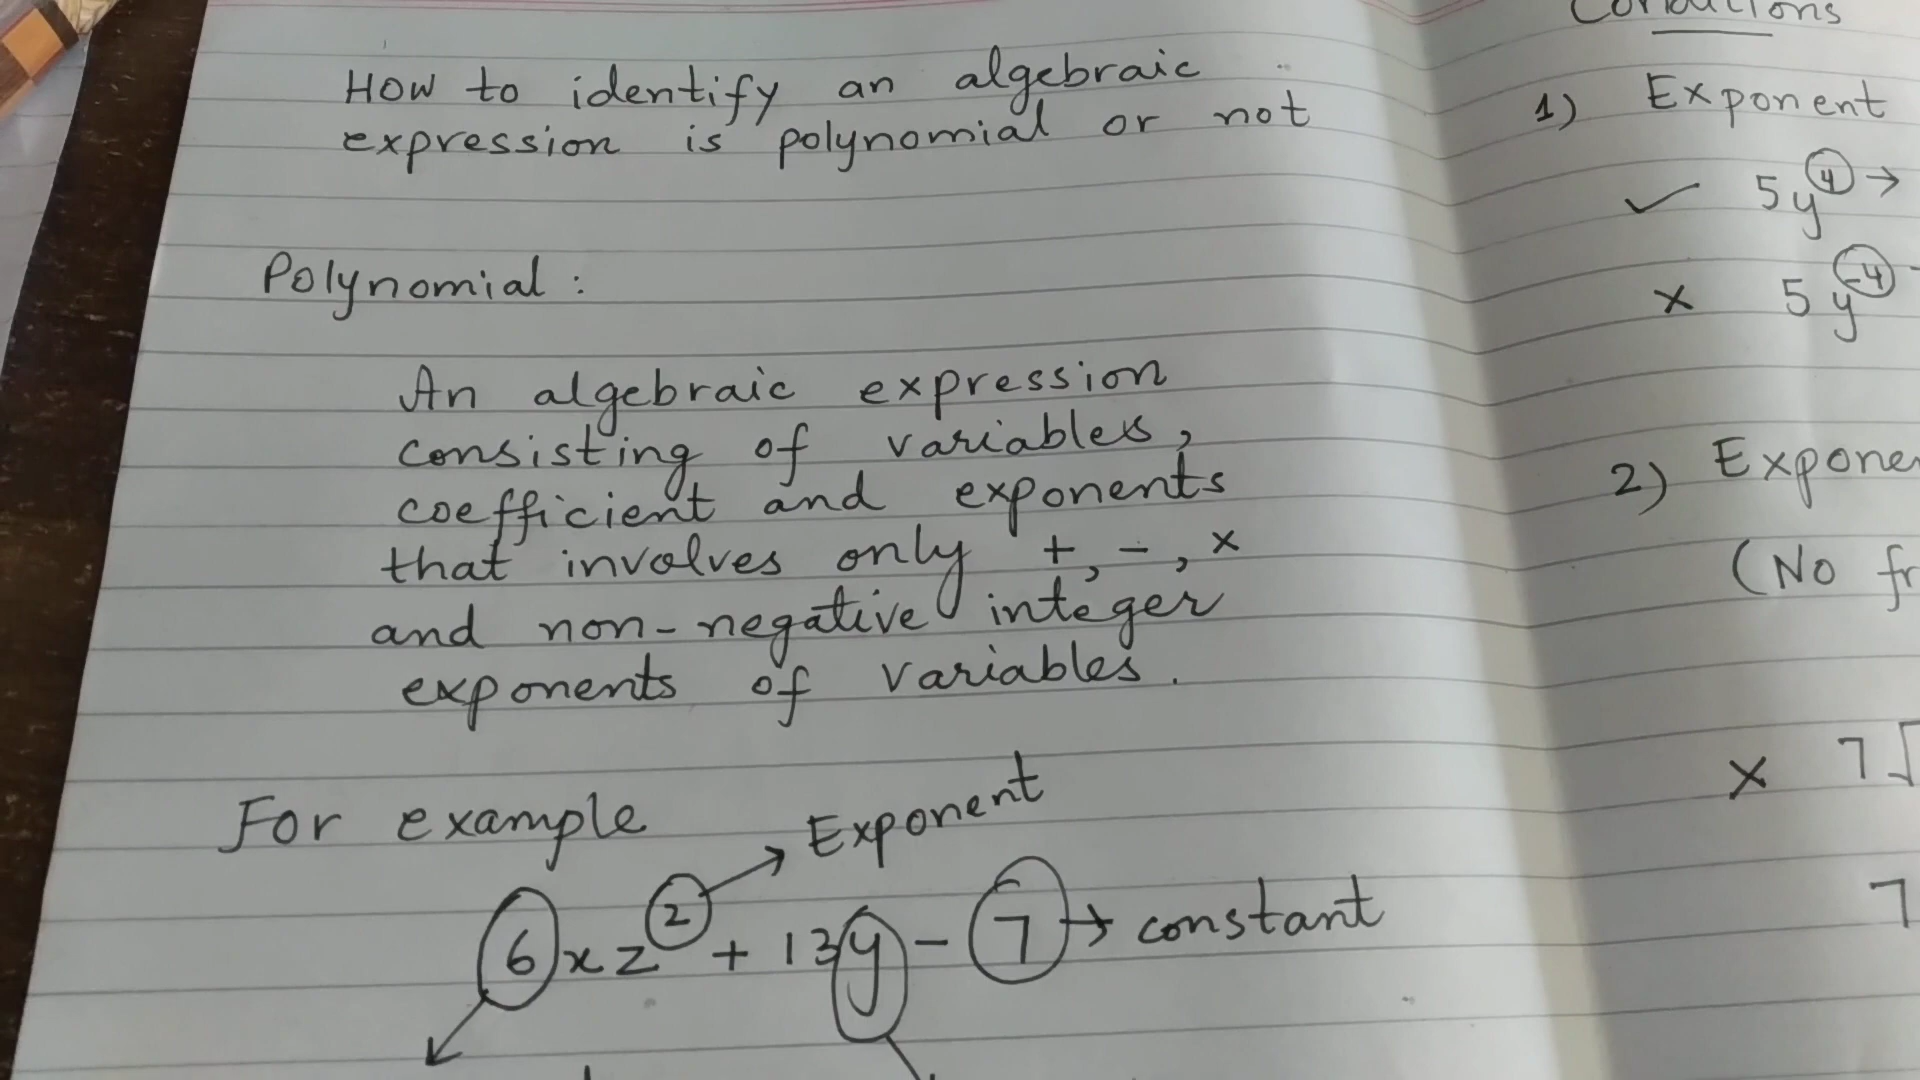 How to identify an algebraic
expression is polynomial or not
Polynomial :
An algebraic expression
consisting of variables,
coefficient and exponents
that involves only +, -, ×
and non-negative integer
exponents of variables.
For example
Exponent
6xz² + 13y - 7 → constant
Conditions
1) Exponent
✓ 5y⁴ →
× 5y⁻⁴
2)
(No
× 7√
7